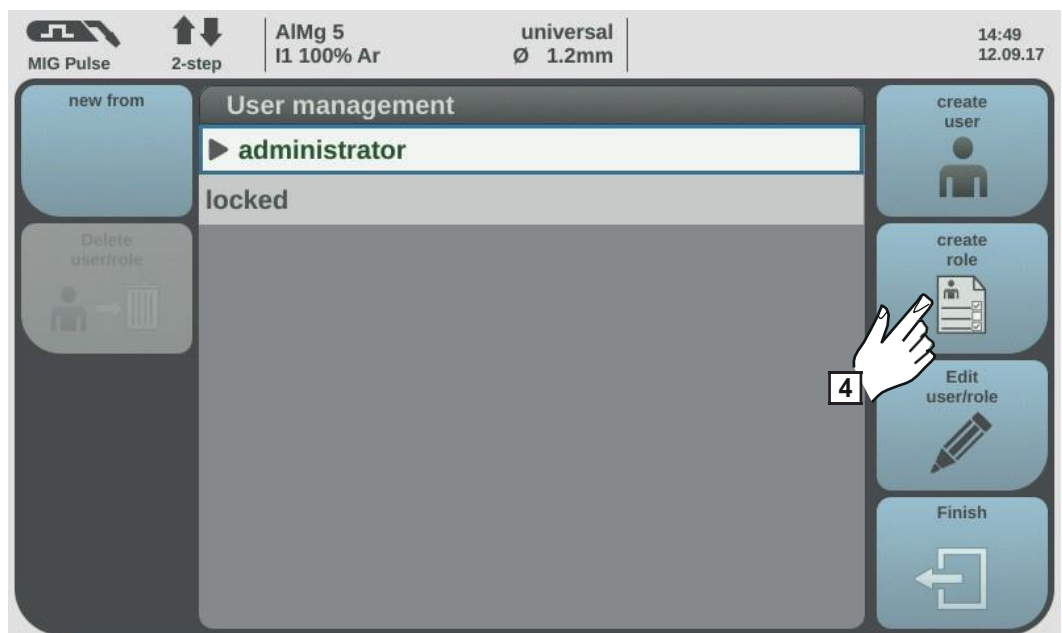 MIG Pulse
2-step
AlMg 5
I1 100% Ar
universal
Ø 1.2mm
14:49
12.09.17
new from
User management
administrator
locked
Delete
user/role
create
user
create
role
4
Edit
user/role
Finish